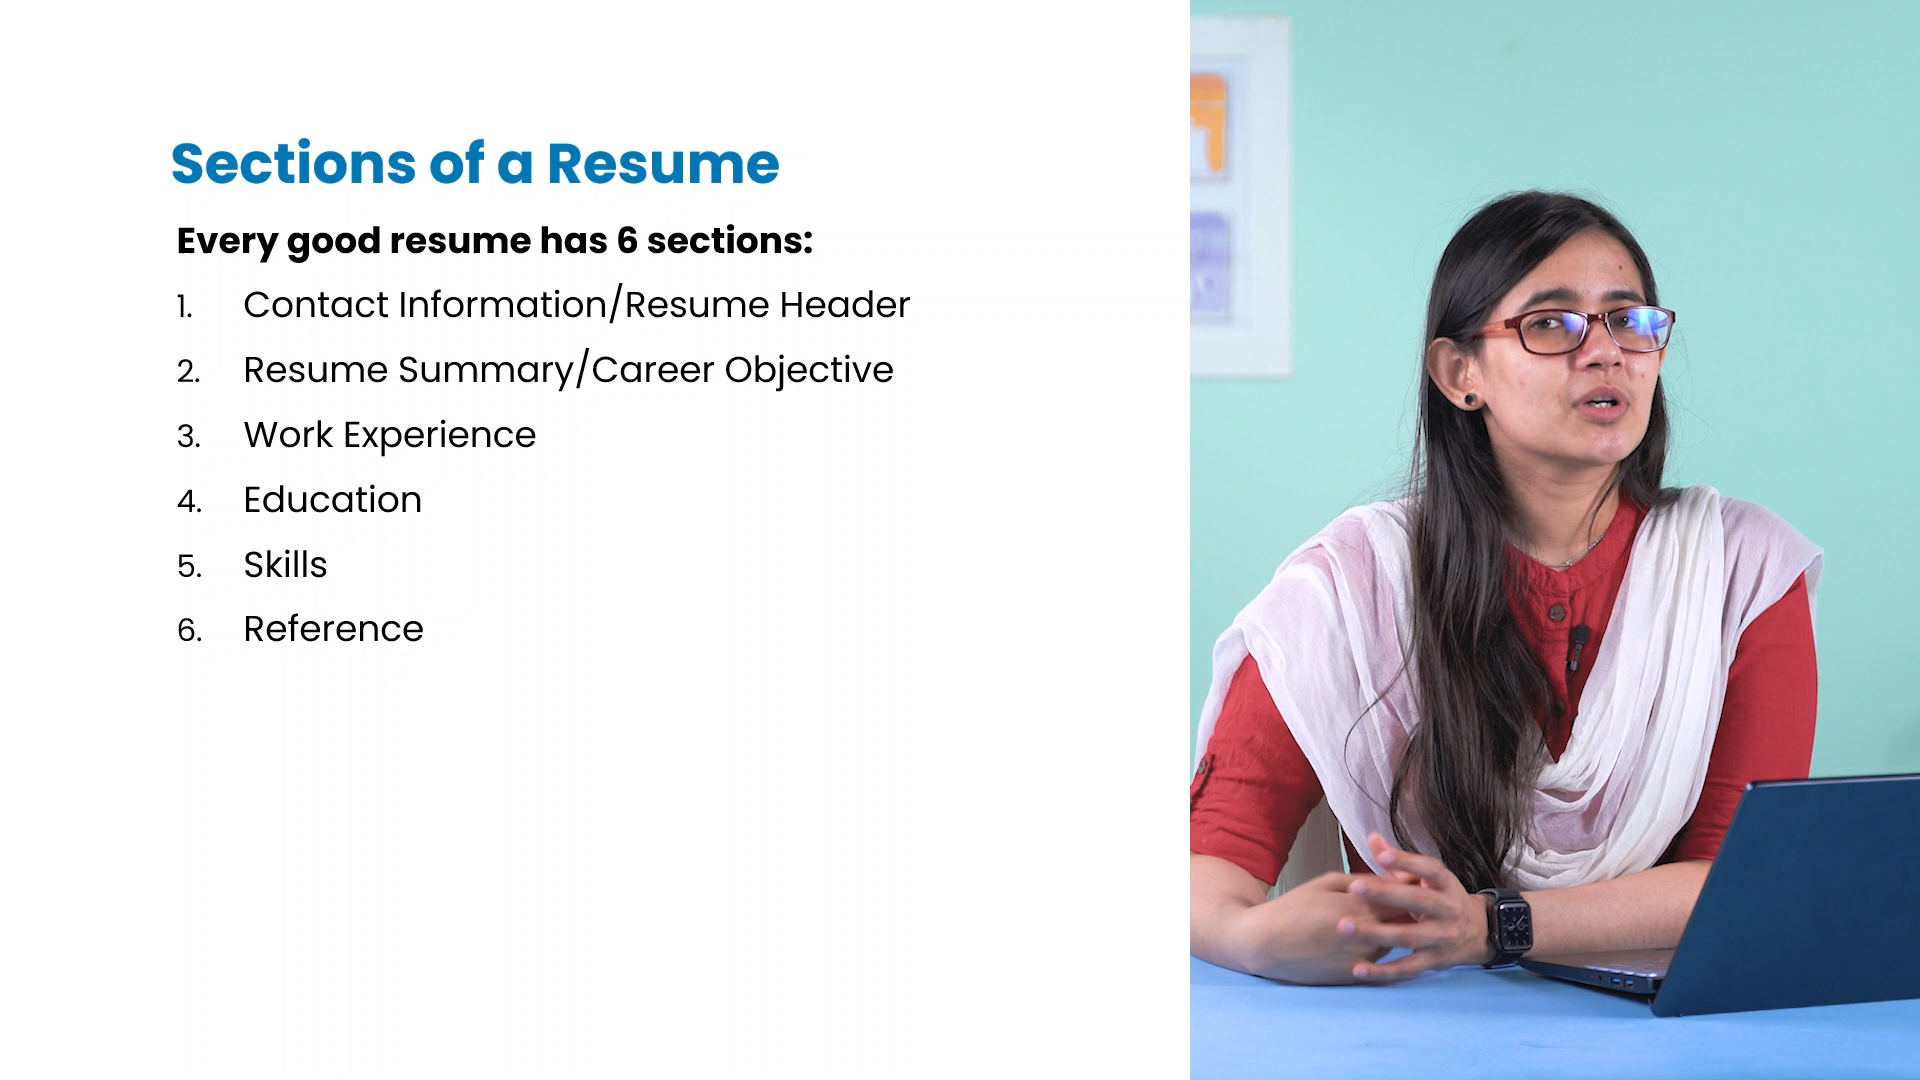 Sections of a Resume
Every good resume has 6 sections:
1. Contact Information/Resume Header
2. Resume Summary/Career Objective
3. Work Experience
4. Education
5. Skills
6. Reference